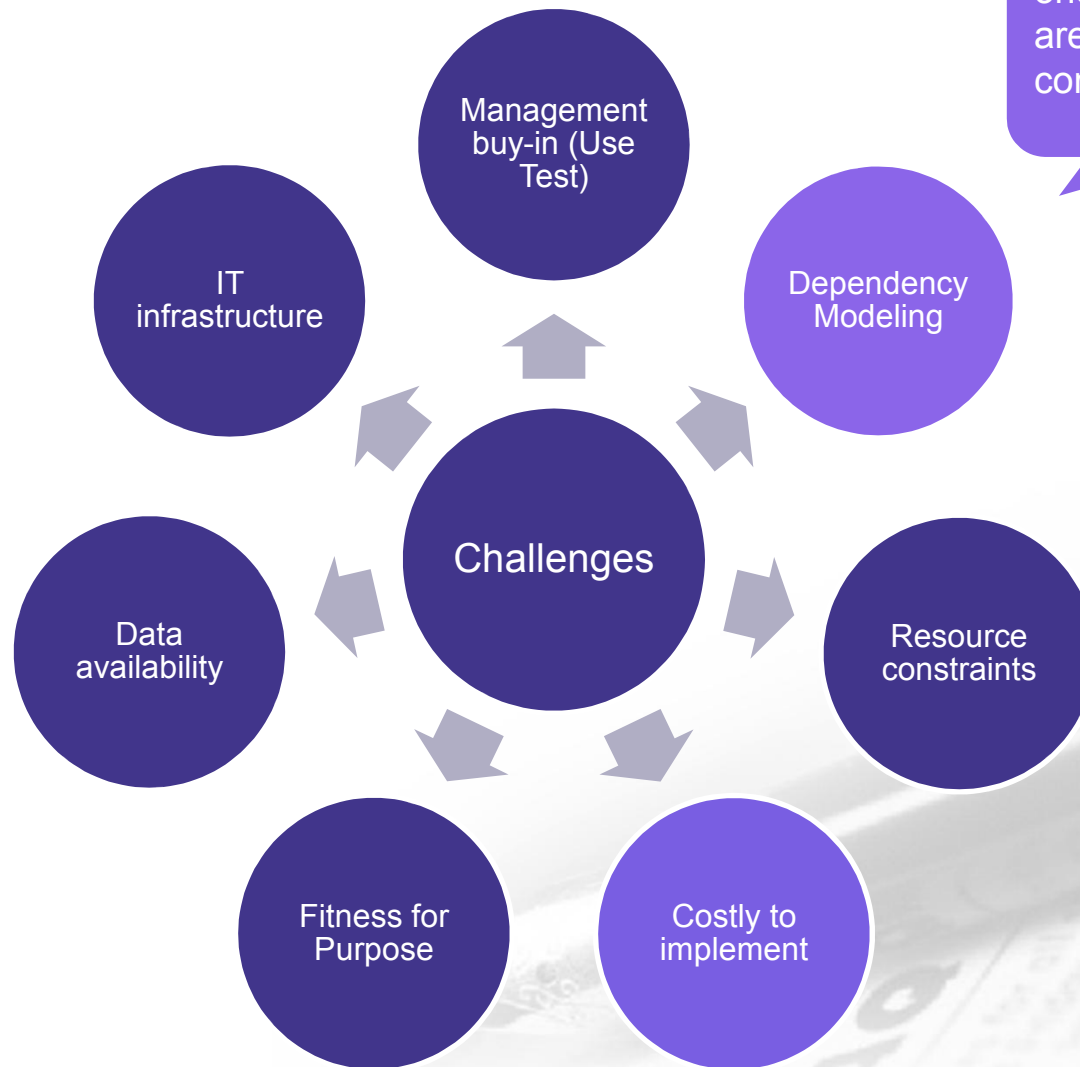 are
Management
buy-in (Use
Test)
Dependency
Modeling
IT
infrastructure
Challenges
Data
availability
Resource
constraints
Fitness for
Purpose
Costly to
implement